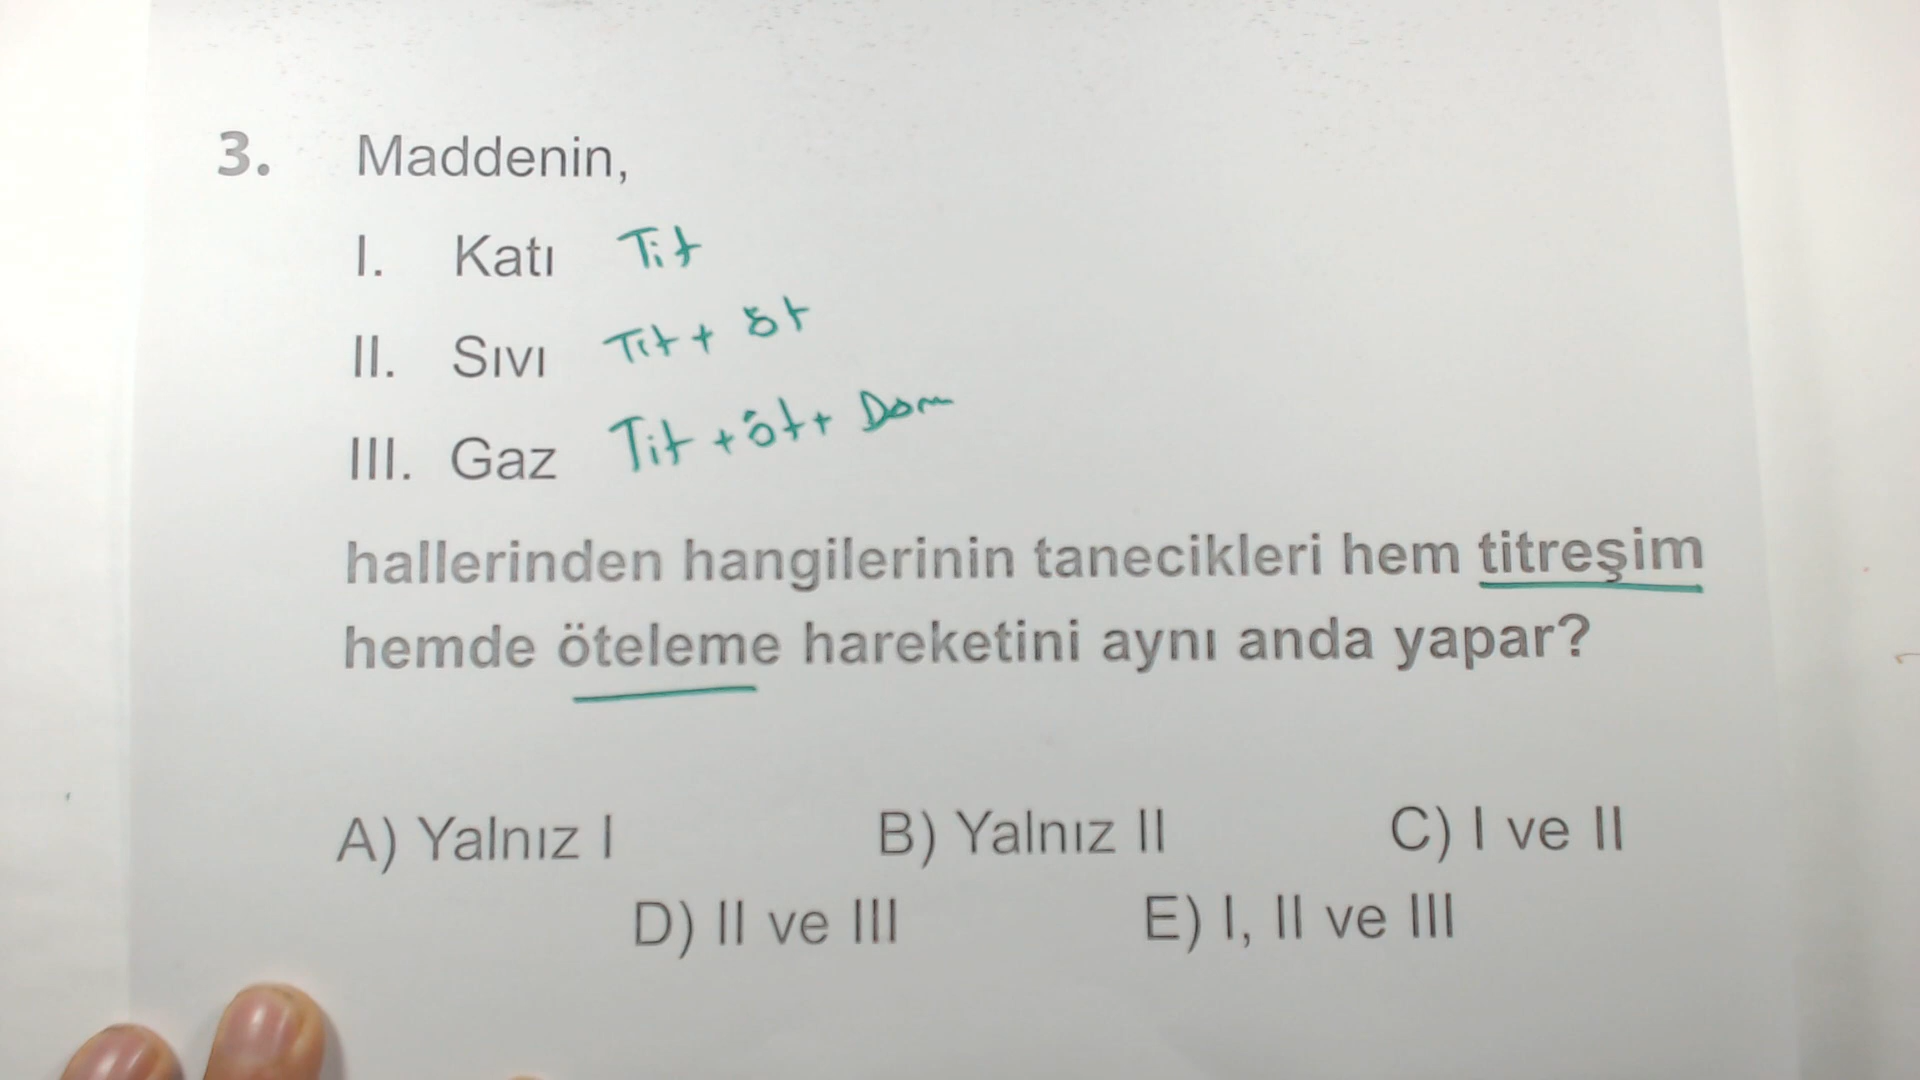 3. Maddenin,
I. Katı Tit
II. Sıvı Tit + öt
III. Gaz Tit + öt + Dön
hallerinden hangilerinin tanecikleri hem titreşim
hemde öteleme hareketini aynı anda yapar?
A) Yalnız I B) Yalnız II C) I ve II
D) II ve III E) I, II ve III